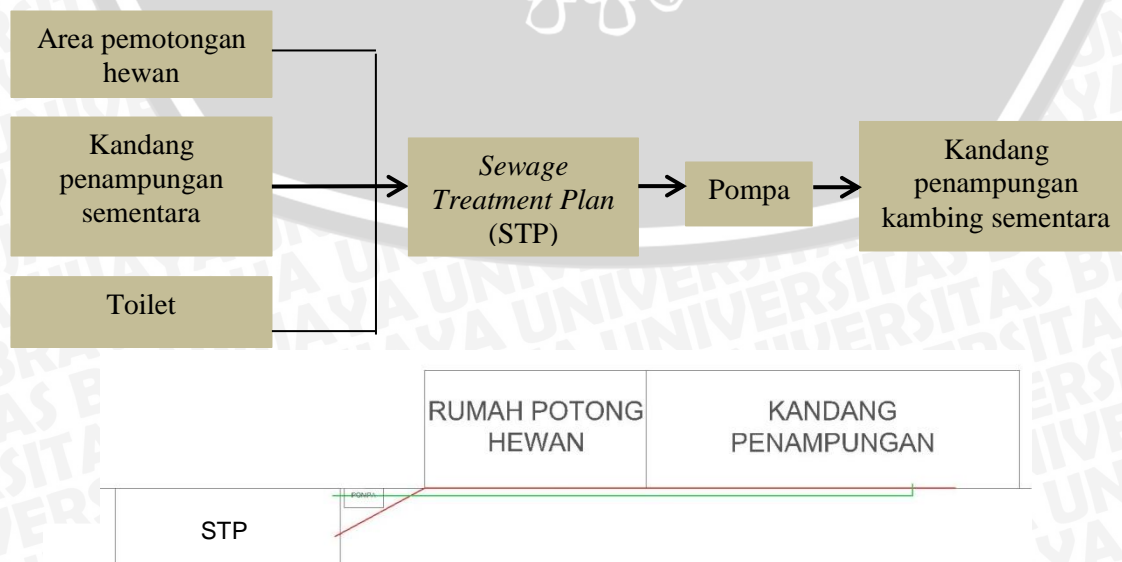 Area pemotongan
hewan
Kandang
penampungan
sementara
Toilet
Sewage
Treatment Plan
(STP)
Pompa
Kandang
penampungan
kambing sementara
RUMAH POTONG
HEWAN
KANDANG
PENAMPUNGAN
POMPA
STP